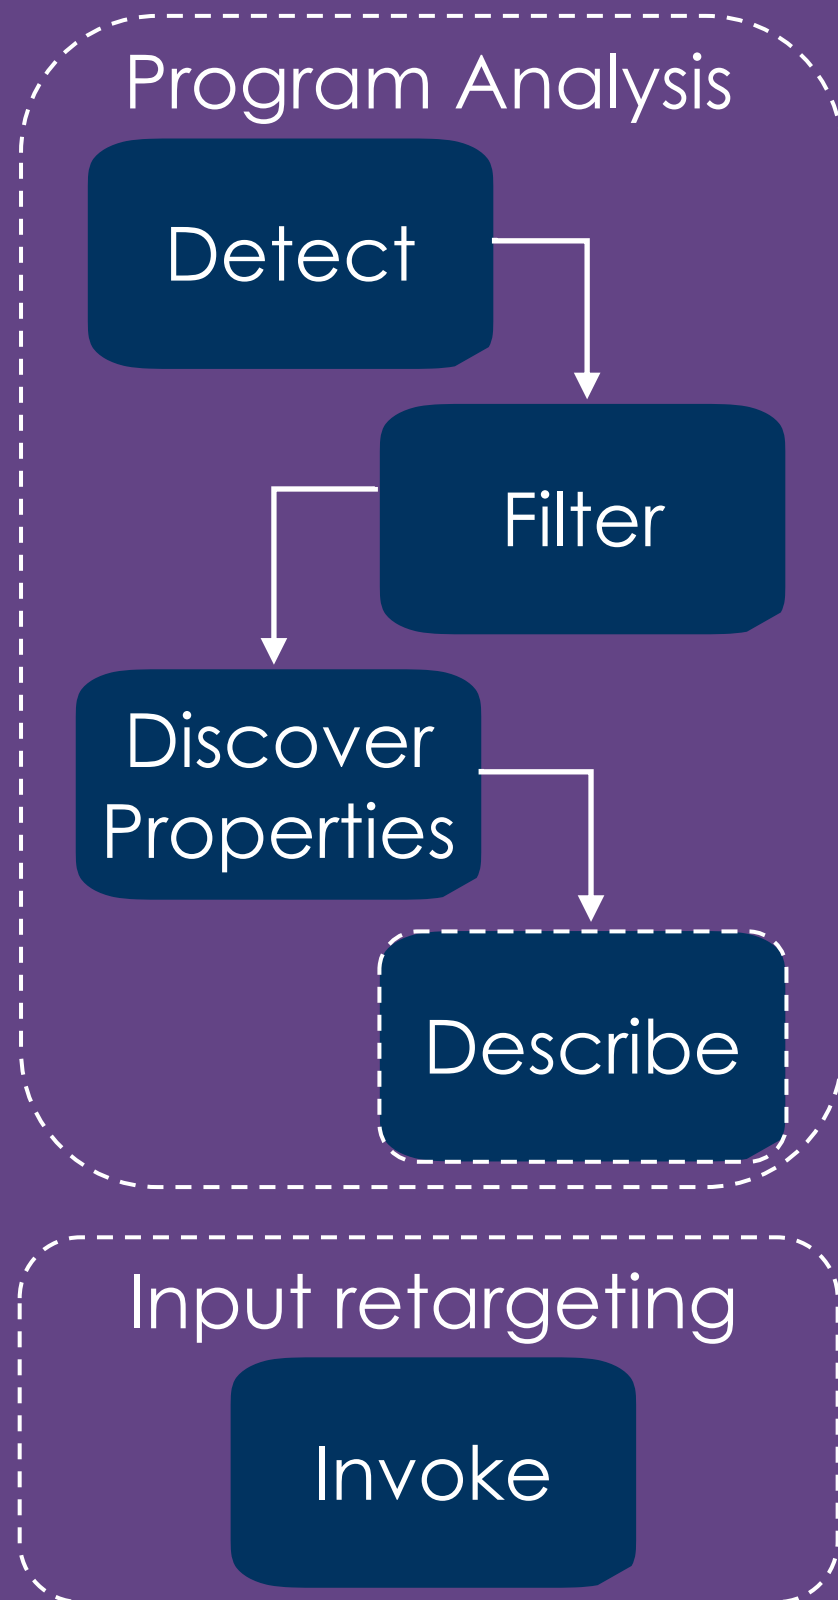 Program Analysis
Detect
Filter
Discover
Properties
Describe
Input retargeting
Invoke